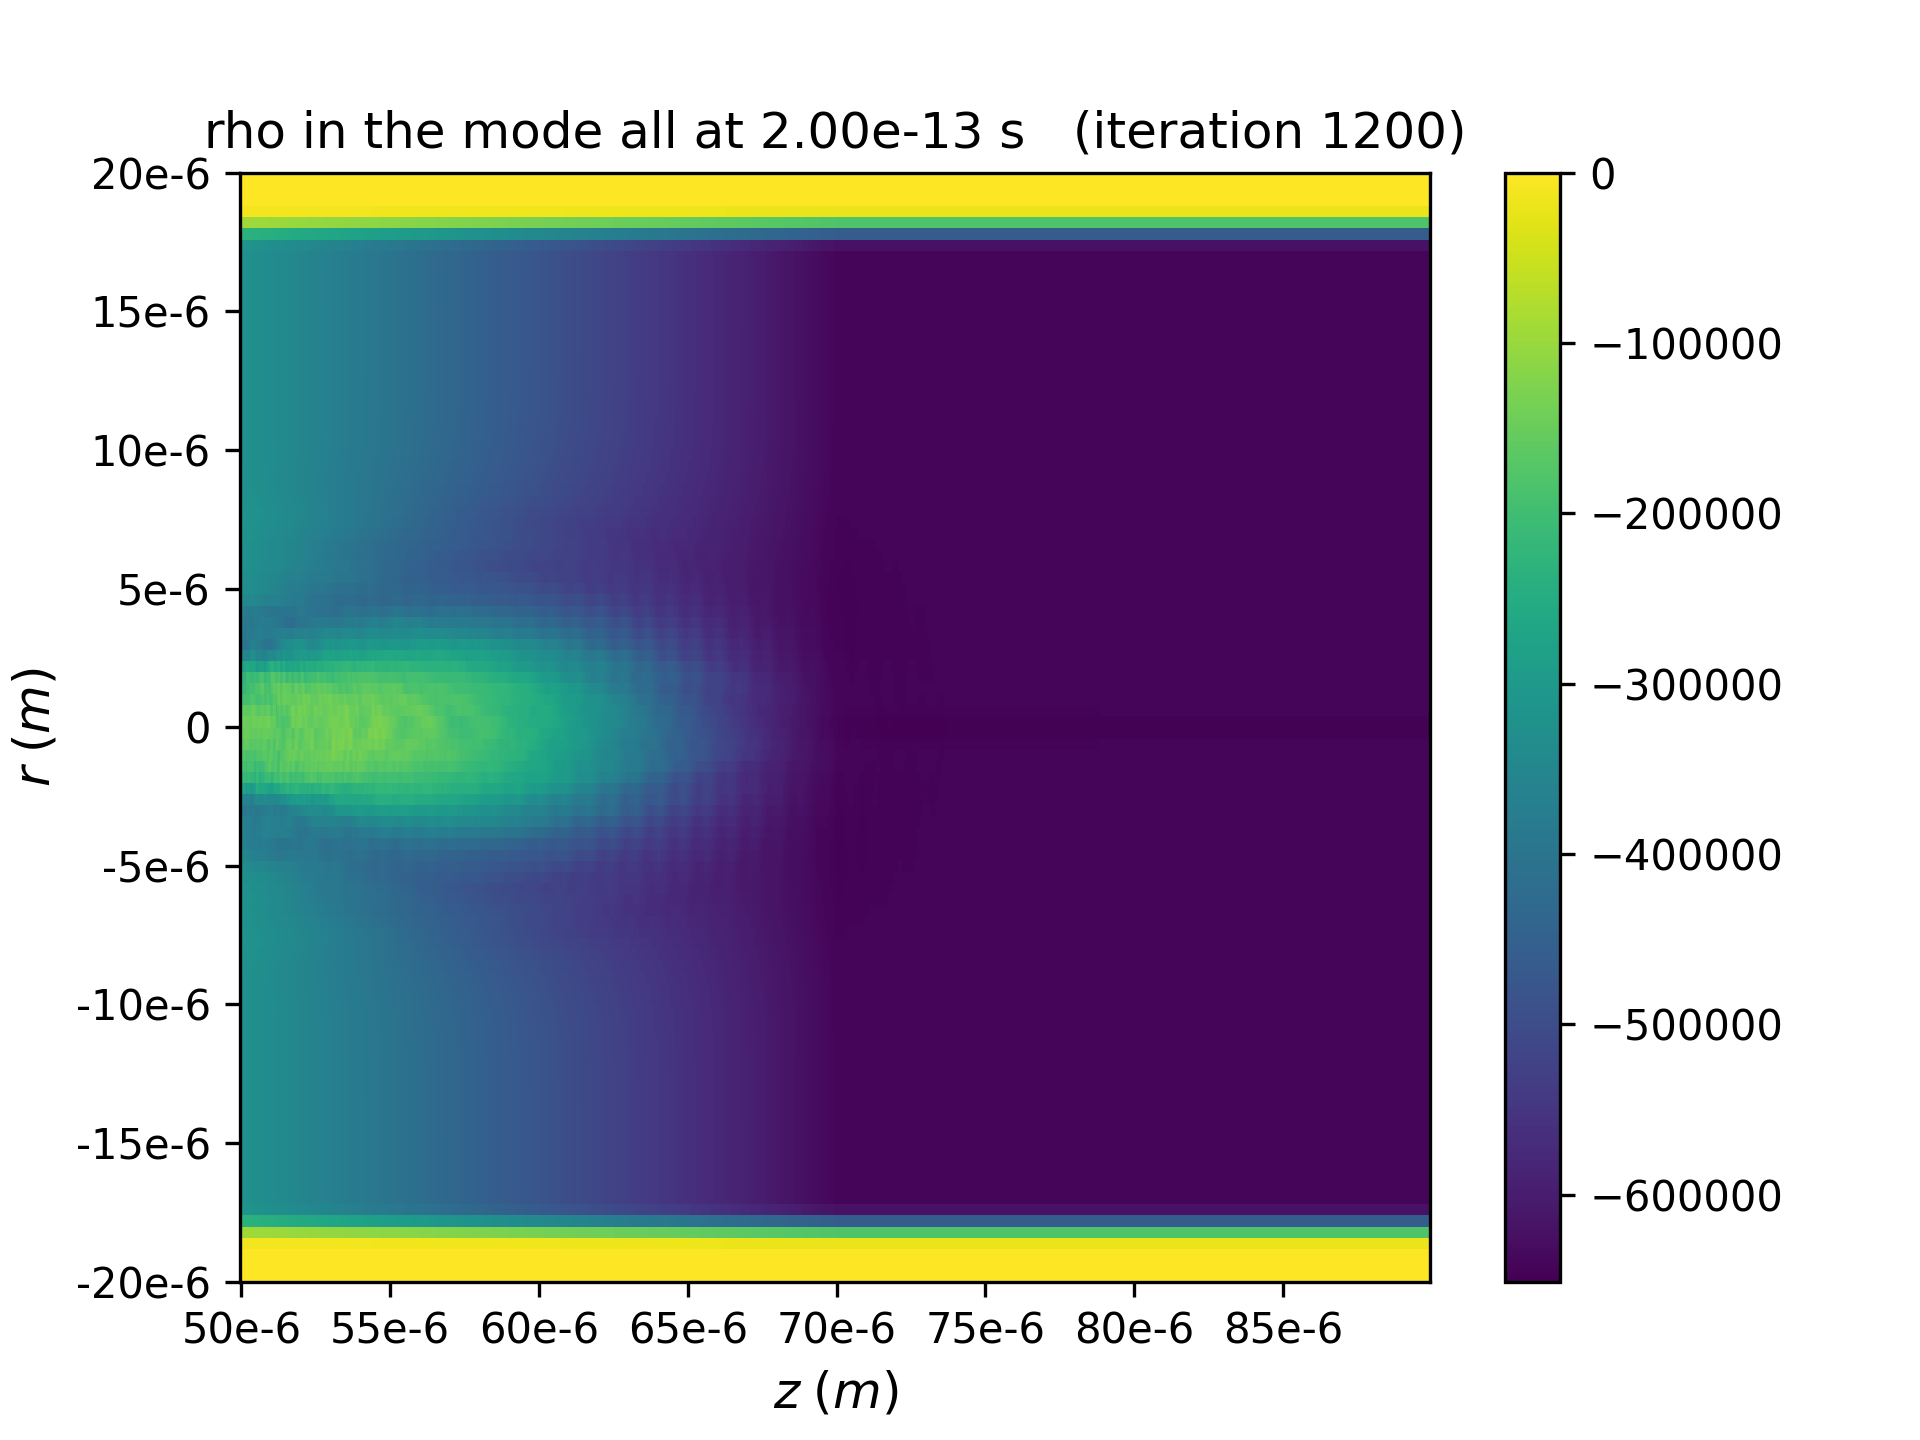 rho in the mode all at 2.00e-13 s   (iteration 1200)
20e-6
15e-6
10e-6
5e-6
0
-5e-6
-10e-6
-15e-6
-20e-6
r (m)
50e-6 55e-6 60e-6 65e-6 70e-6 75e-6 80e-6 85e-6
z (m)
0
−100000
−200000
−300000
−400000
−500000
−600000